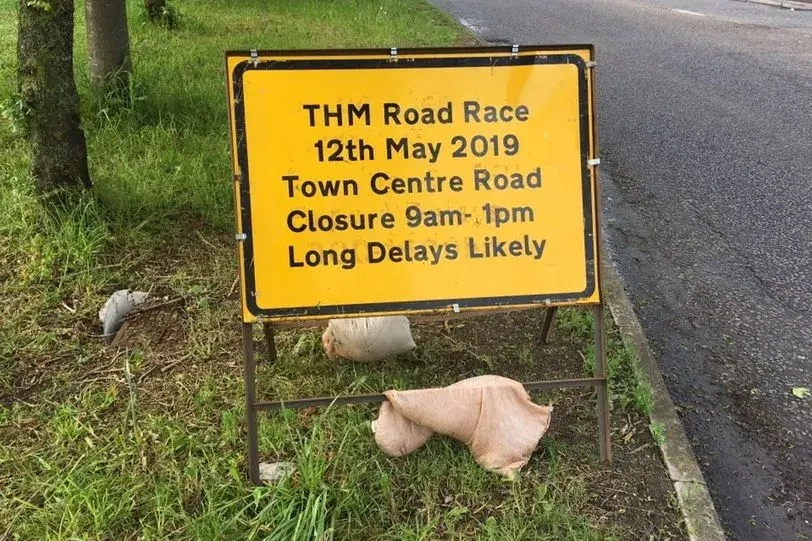 THM Road Race
12th May 2019
Town Centre Road
Closure 9am- 1pm
Long Delays Likely